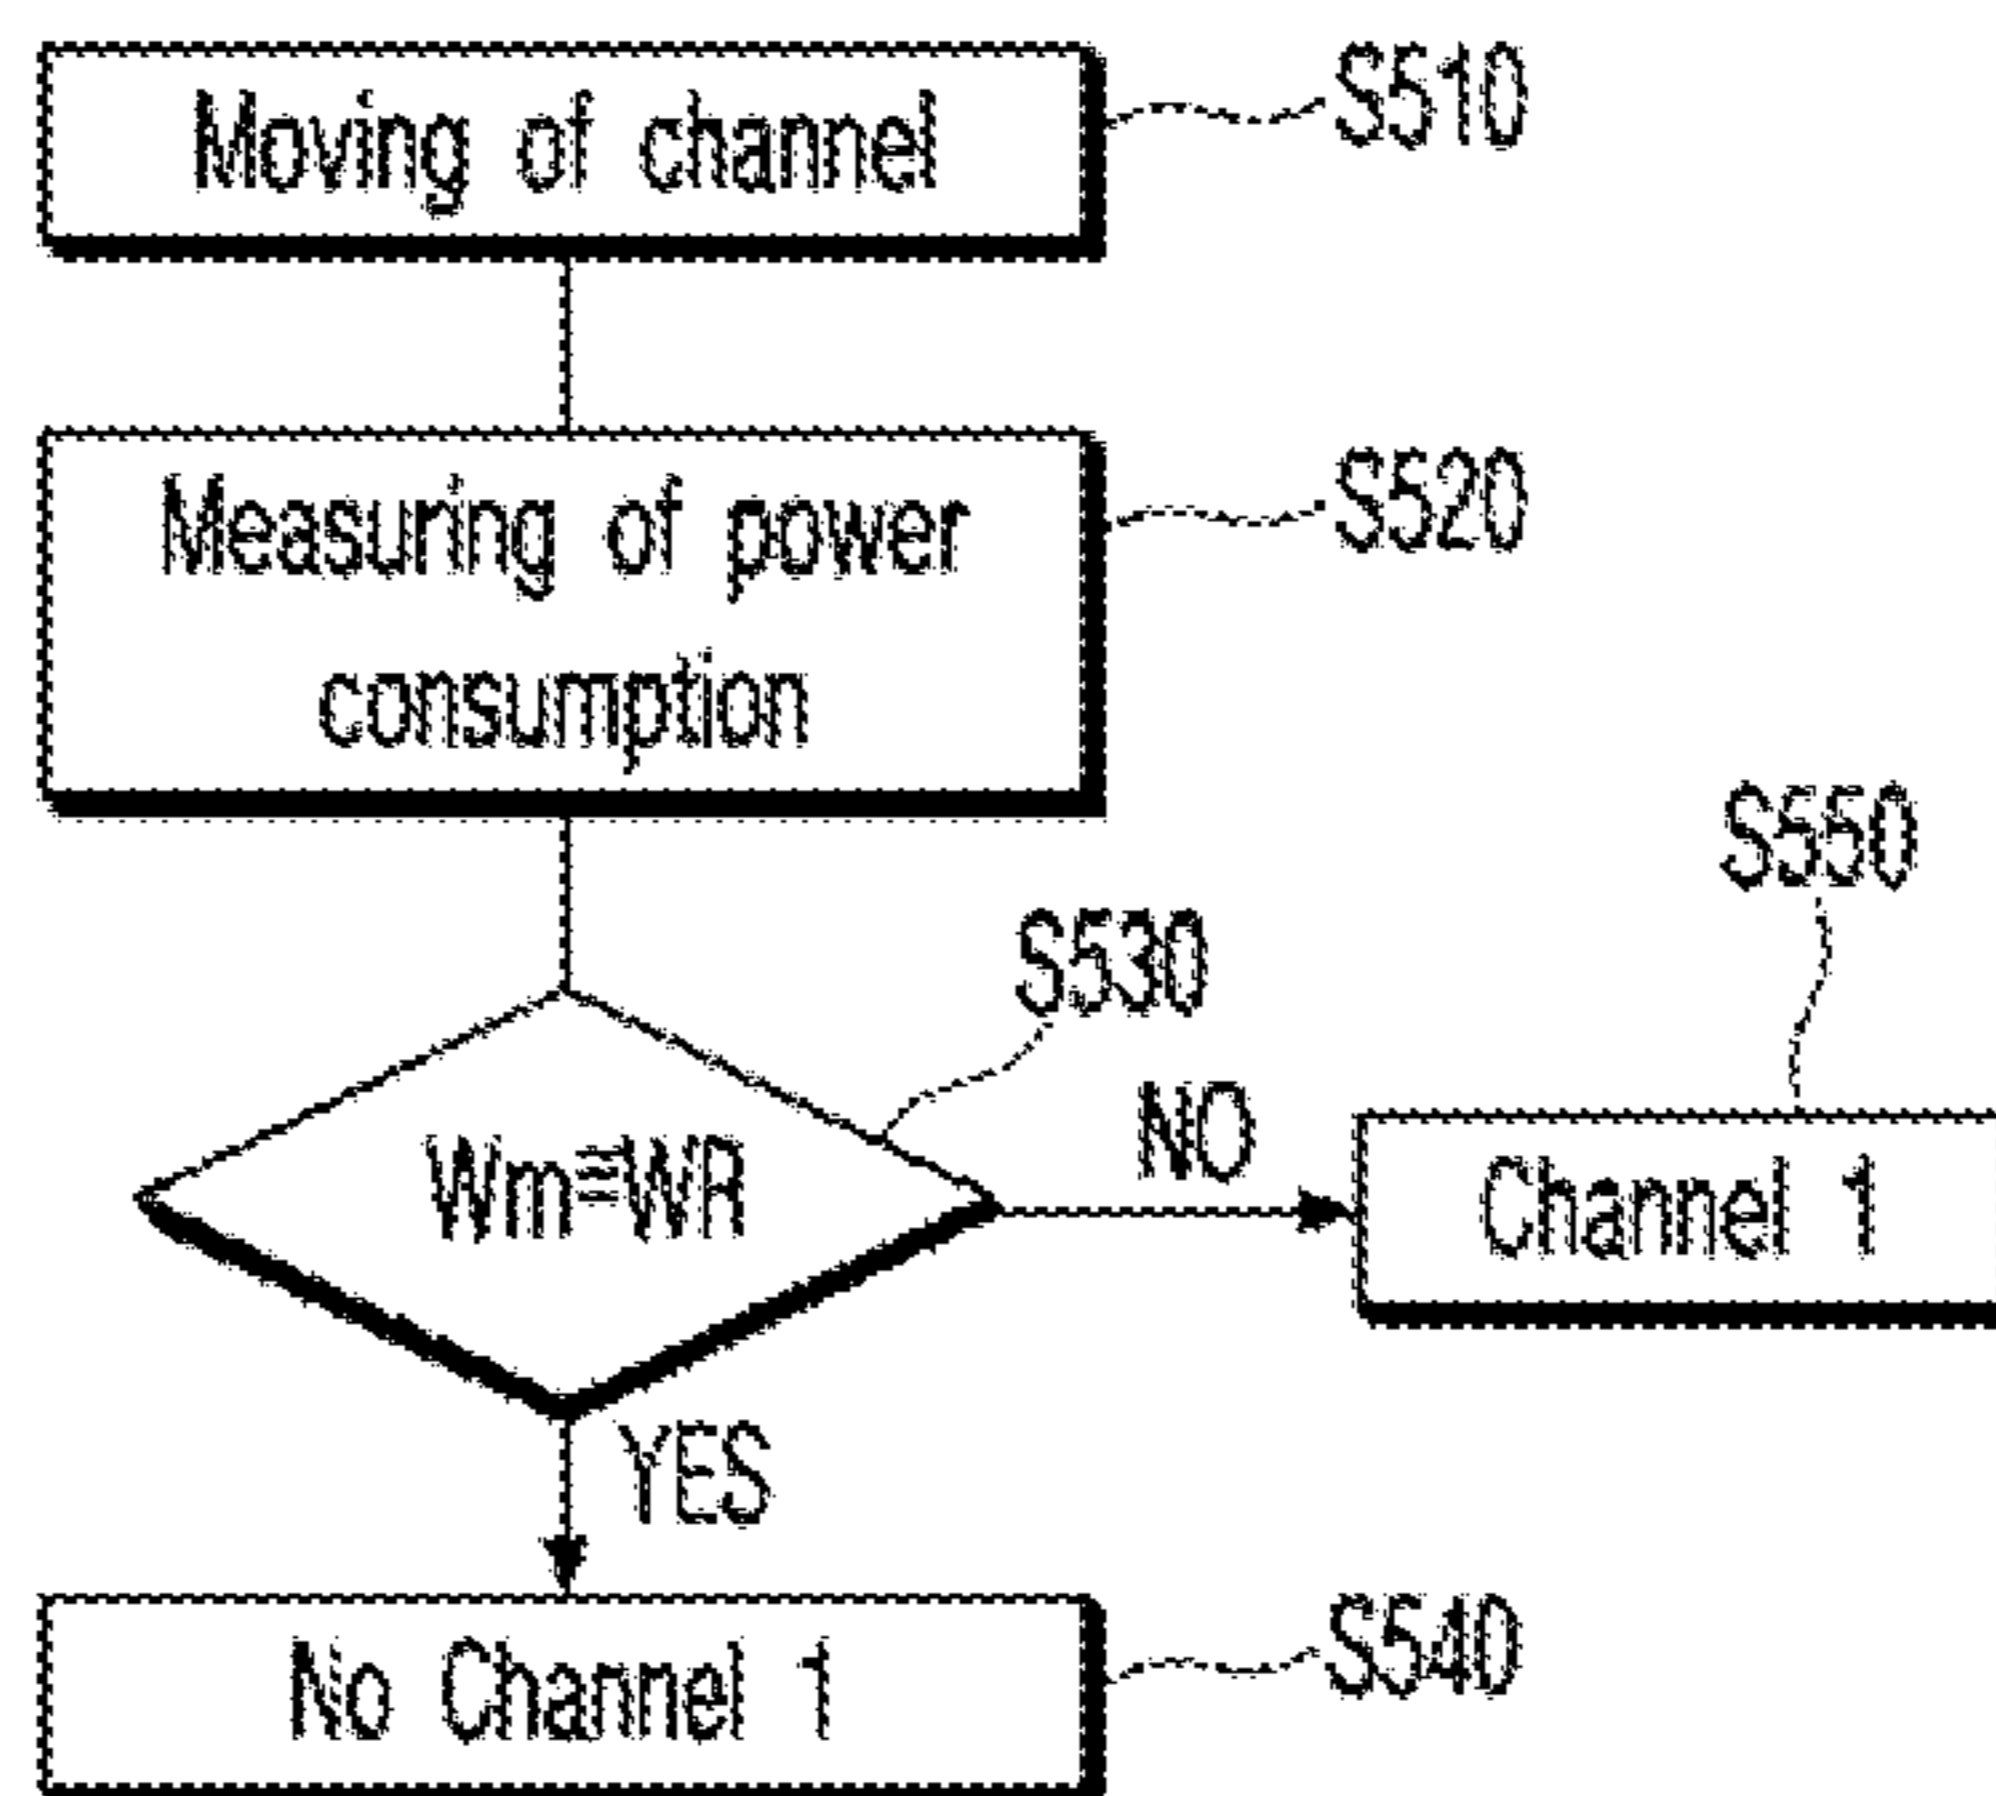 Moving of channel
S510
Measuring of power
consumption
S520
S550
S530
Wm≡WR
NO
Channel 1
YES
No Channel 1
S540